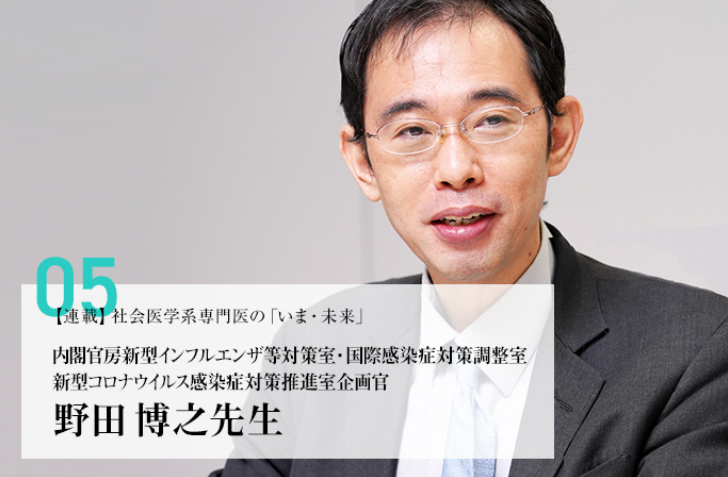 05
【連載】社会医学系専門医の「いま・未来」
内閣官房新型インフルエンザ等対策室・国際感染症対策調整室
新型コロナウイルス感染症対策推進室企画官
野田 博之先生